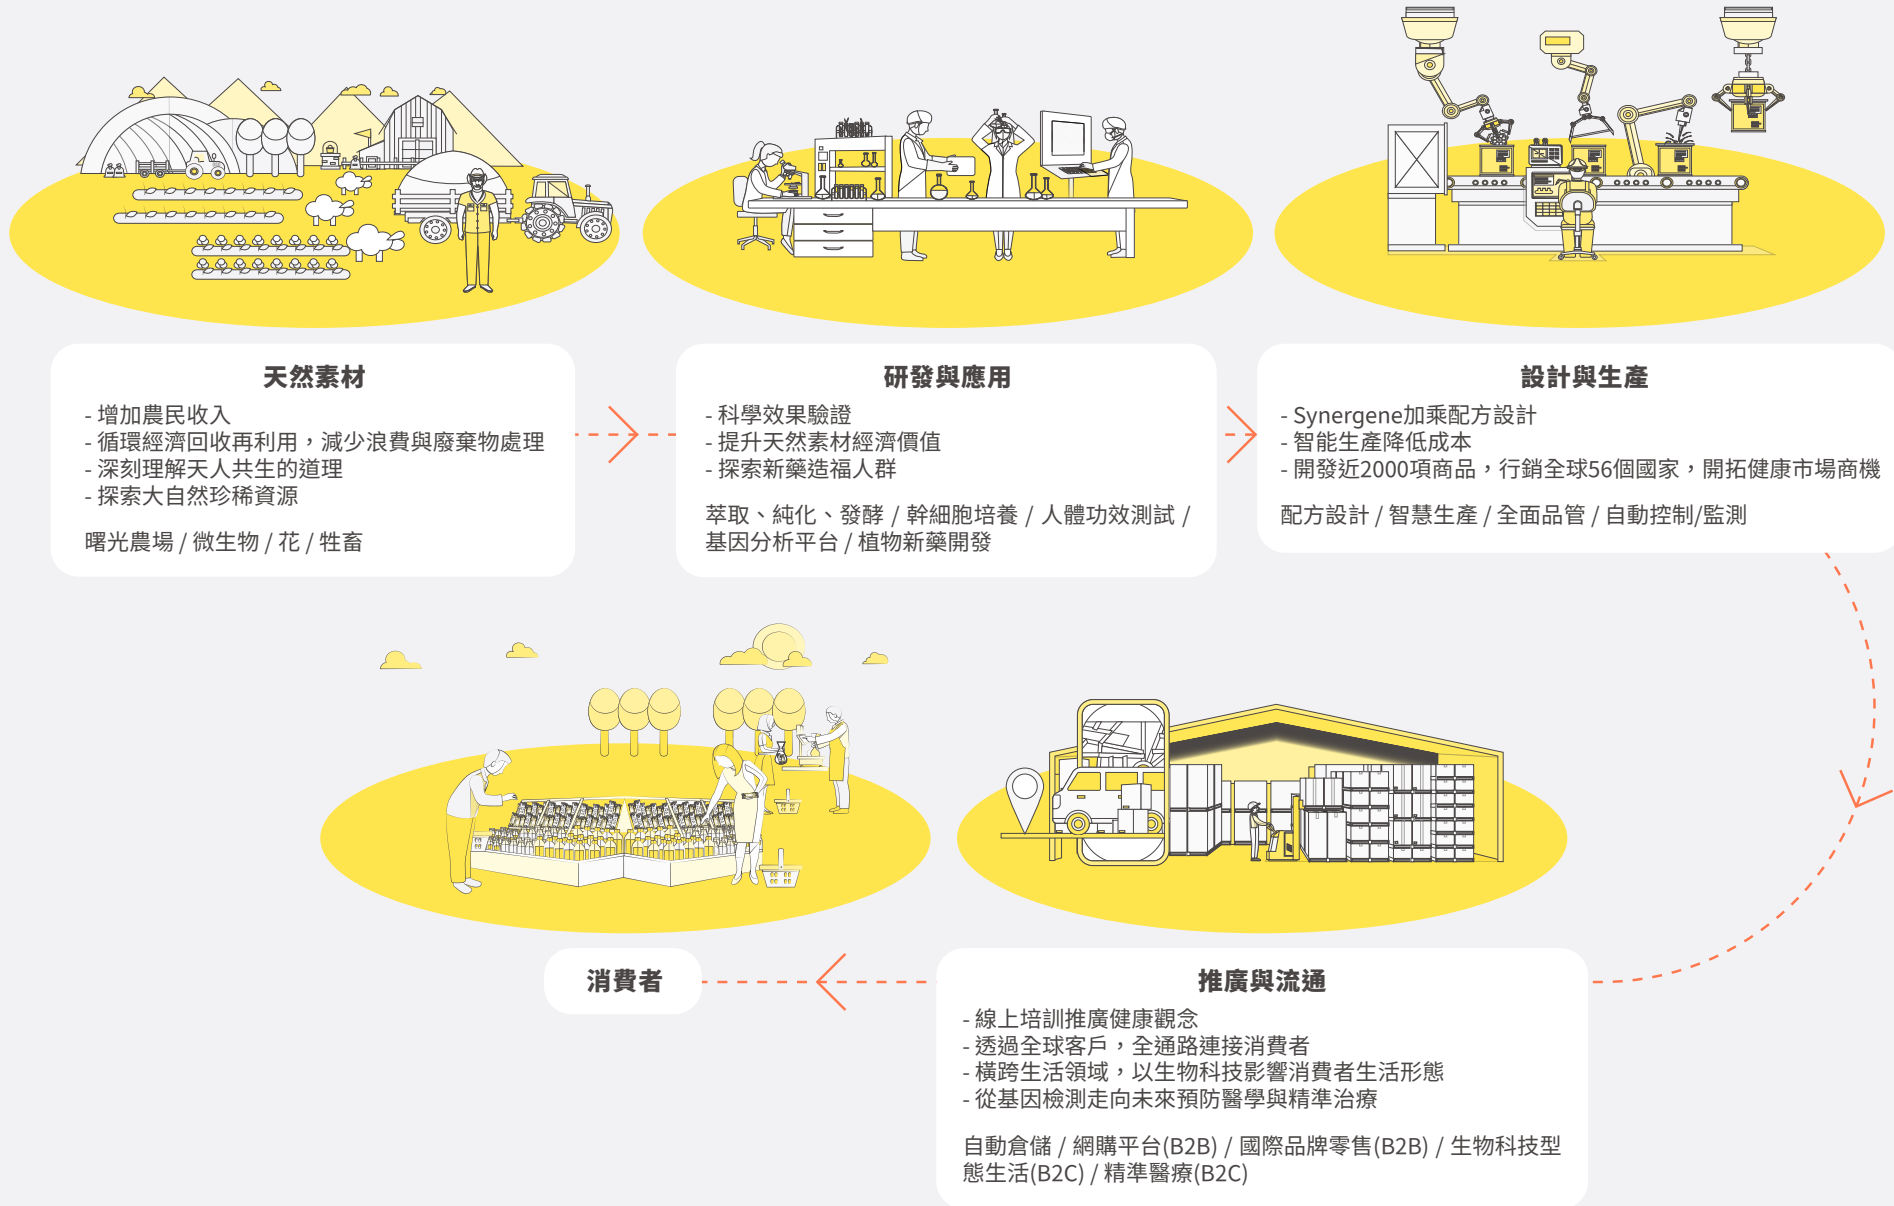 天然素材
- 增加農民收入
- 循環經濟回收再利用，減少浪費與廢棄物處理
- 深刻理解天人共生的道理
- 探索大自然珍稀資源
曙光農場 / 微生物 / 花 / 牲畜
研發與應用
- 科學效果驗證
- 提升天然素材經濟價值
- 探索新藥造福人群
萃取、純化、發酵 / 幹細胞培養 / 人體功效測試 /
基因分析平台 / 植物新藥開發
設計與生產
- Synergene加乘配方設計
- 智能生產降低成本
- 開發近2000項商品，行銷全球56個國家，開拓健康市場商機
配方設計 / 智慧生產 / 全面品管 / 自動控制/監測
推廣與流通
- 線上培訓推廣健康觀念
- 透過全球客戶，全通路連接消費者
- 橫跨生活領域，以生物科技影響消費者生活形態
- 從基因檢測走向未來預防醫學與精準治療
自動倉儲 / 網購平台(B2B) / 國際品牌零售(B2B) / 生物科技型
態生活(B2C) / 精準醫療(B2C)
消費者